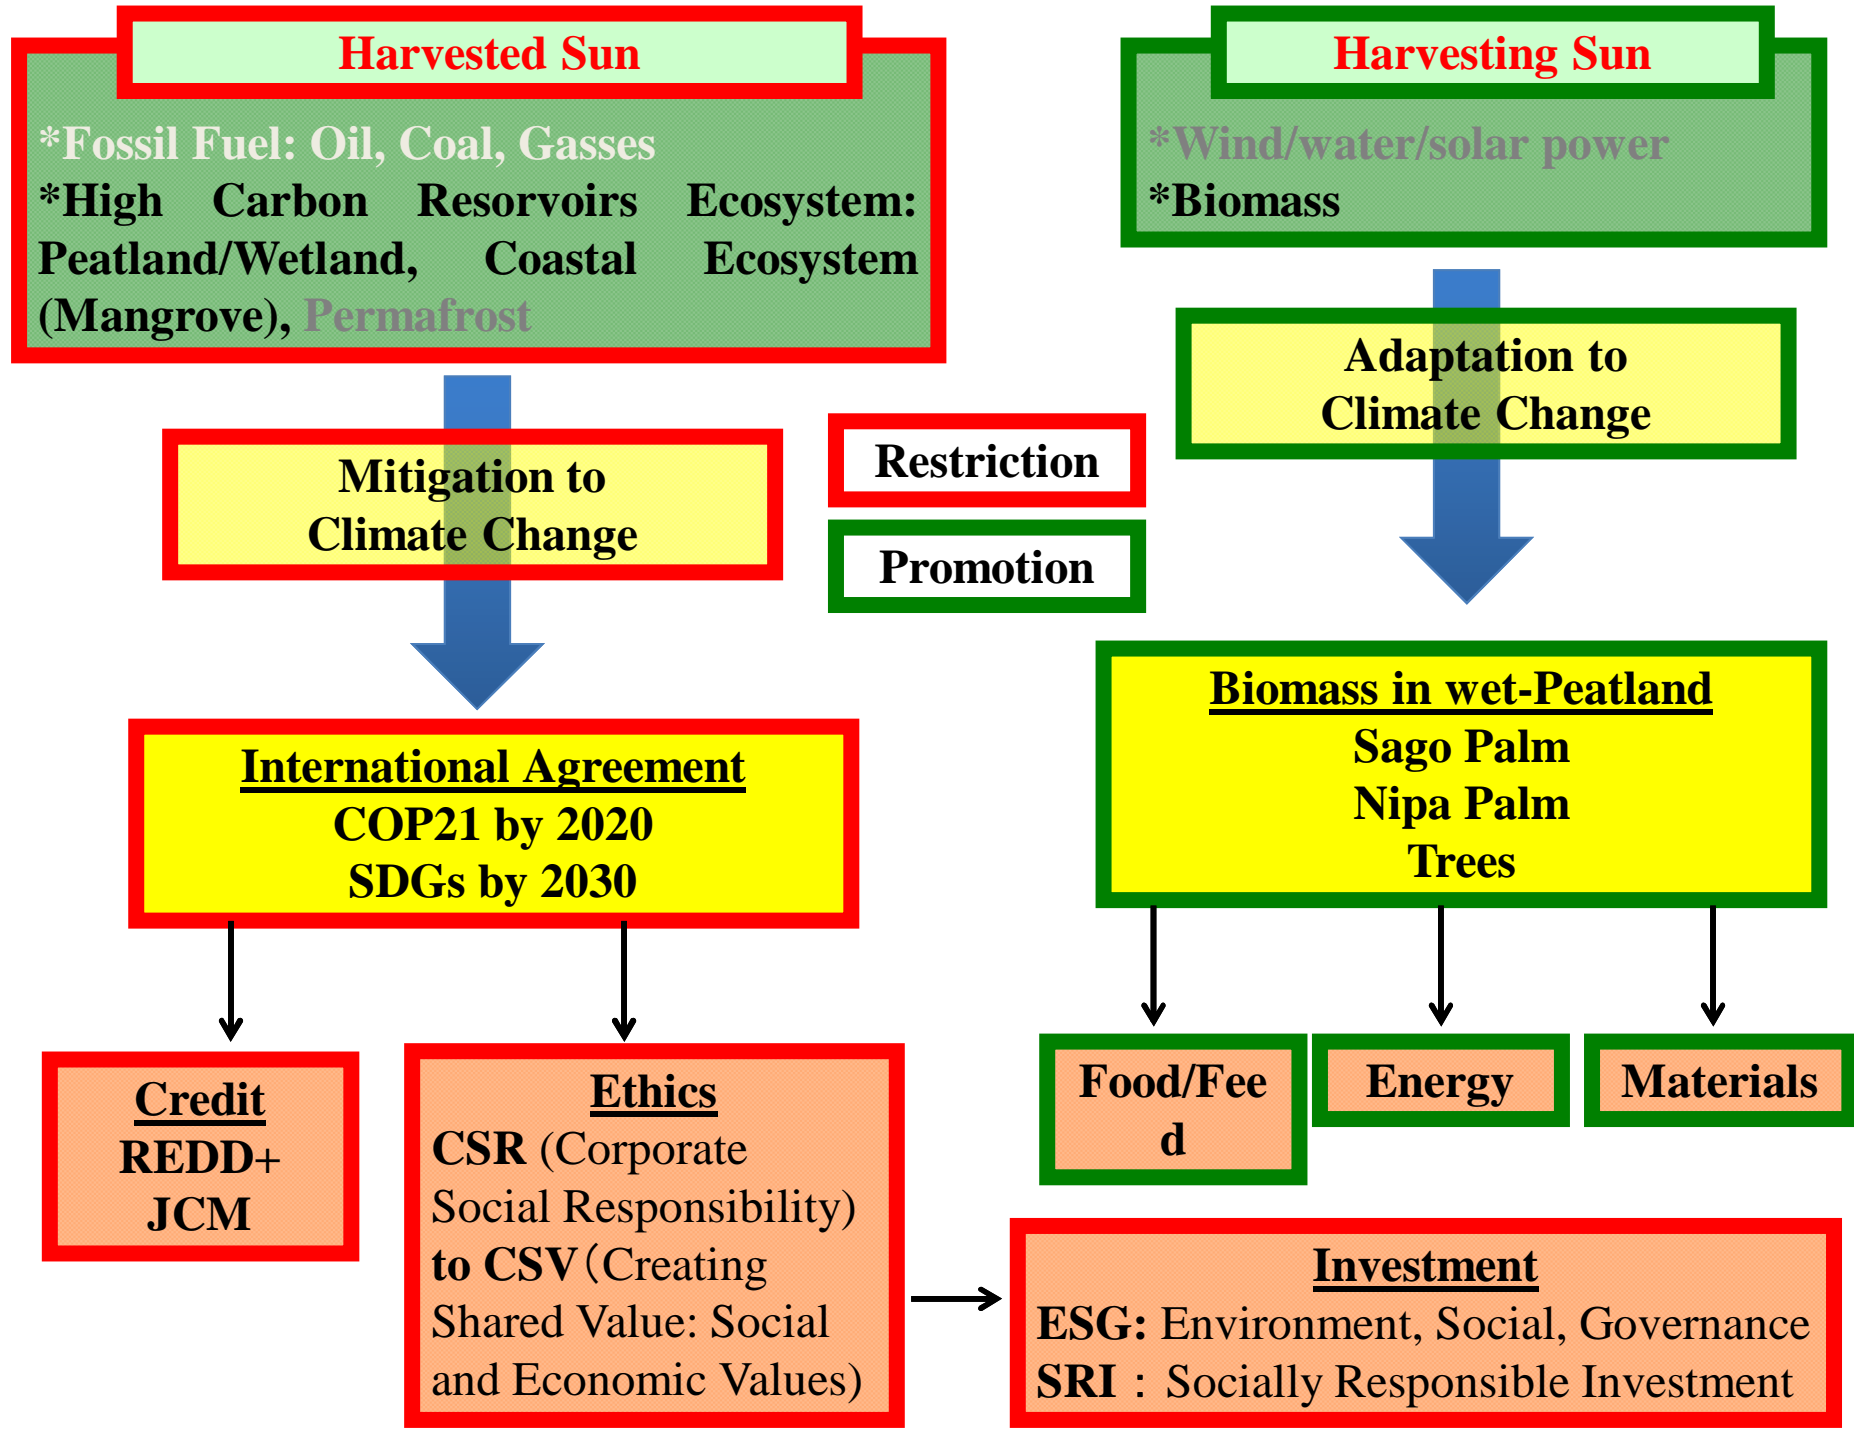 Harvested Sun
*Fossil Fuel: Oil, Coal, Gasses
*High Carbon Resorvoirs Ecosystem:
Peatland/Wetland, Coastal Ecosystem
(Mangrove), Permafrost
Mitigation to
Climate Change
International Agreement
COP21 by 2020
SDGs by 2030
Credit
REDD+
JCM
Ethics
CSR (Corporate
Social Responsibility)
to CSV（Creating
Shared Value: Social
and Economic Values)
Restriction
Promotion
Harvesting Sun
*Wind/water/solar power
*Biomass
Adaptation to
Climate Change
Biomass in wet-Peatland
Sago Palm
Nipa Palm
Trees
Food/Fee
d
Energy
Materials
Investment
ESG: Environment, Social, Governance
SRI：Socially Responsible Investment